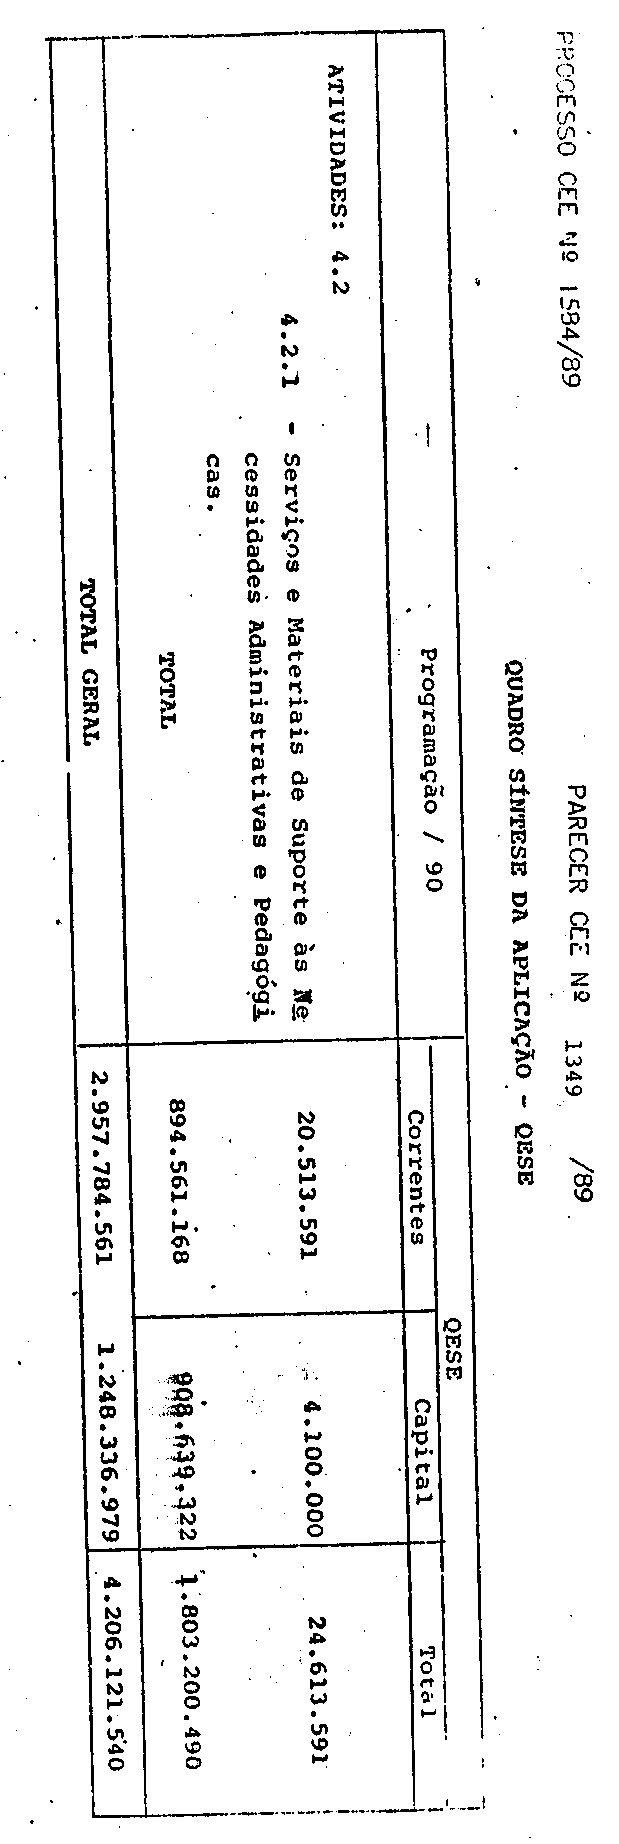 PROCESSO CEE Nº 1584/89
PARECER CEE Nº 1349 /89
QUADRO SÍNTESE DA APLICAÇÃO - QESE
QESE
Programação / 90
Correntes
Capital
Total
ATIVIDADES: 4.2
4.2.1 - Serviços e Materiais de Suporte às Ne
cessidades Administrativas e Pedagógi
cas.
20.513.591
4.100.000
24.613.591
TOTAL
894.561.168
908.639.322
1.803.200.490
TOTAL GERAL
2.957.784.561
1.248.336.979
4.206.121.540